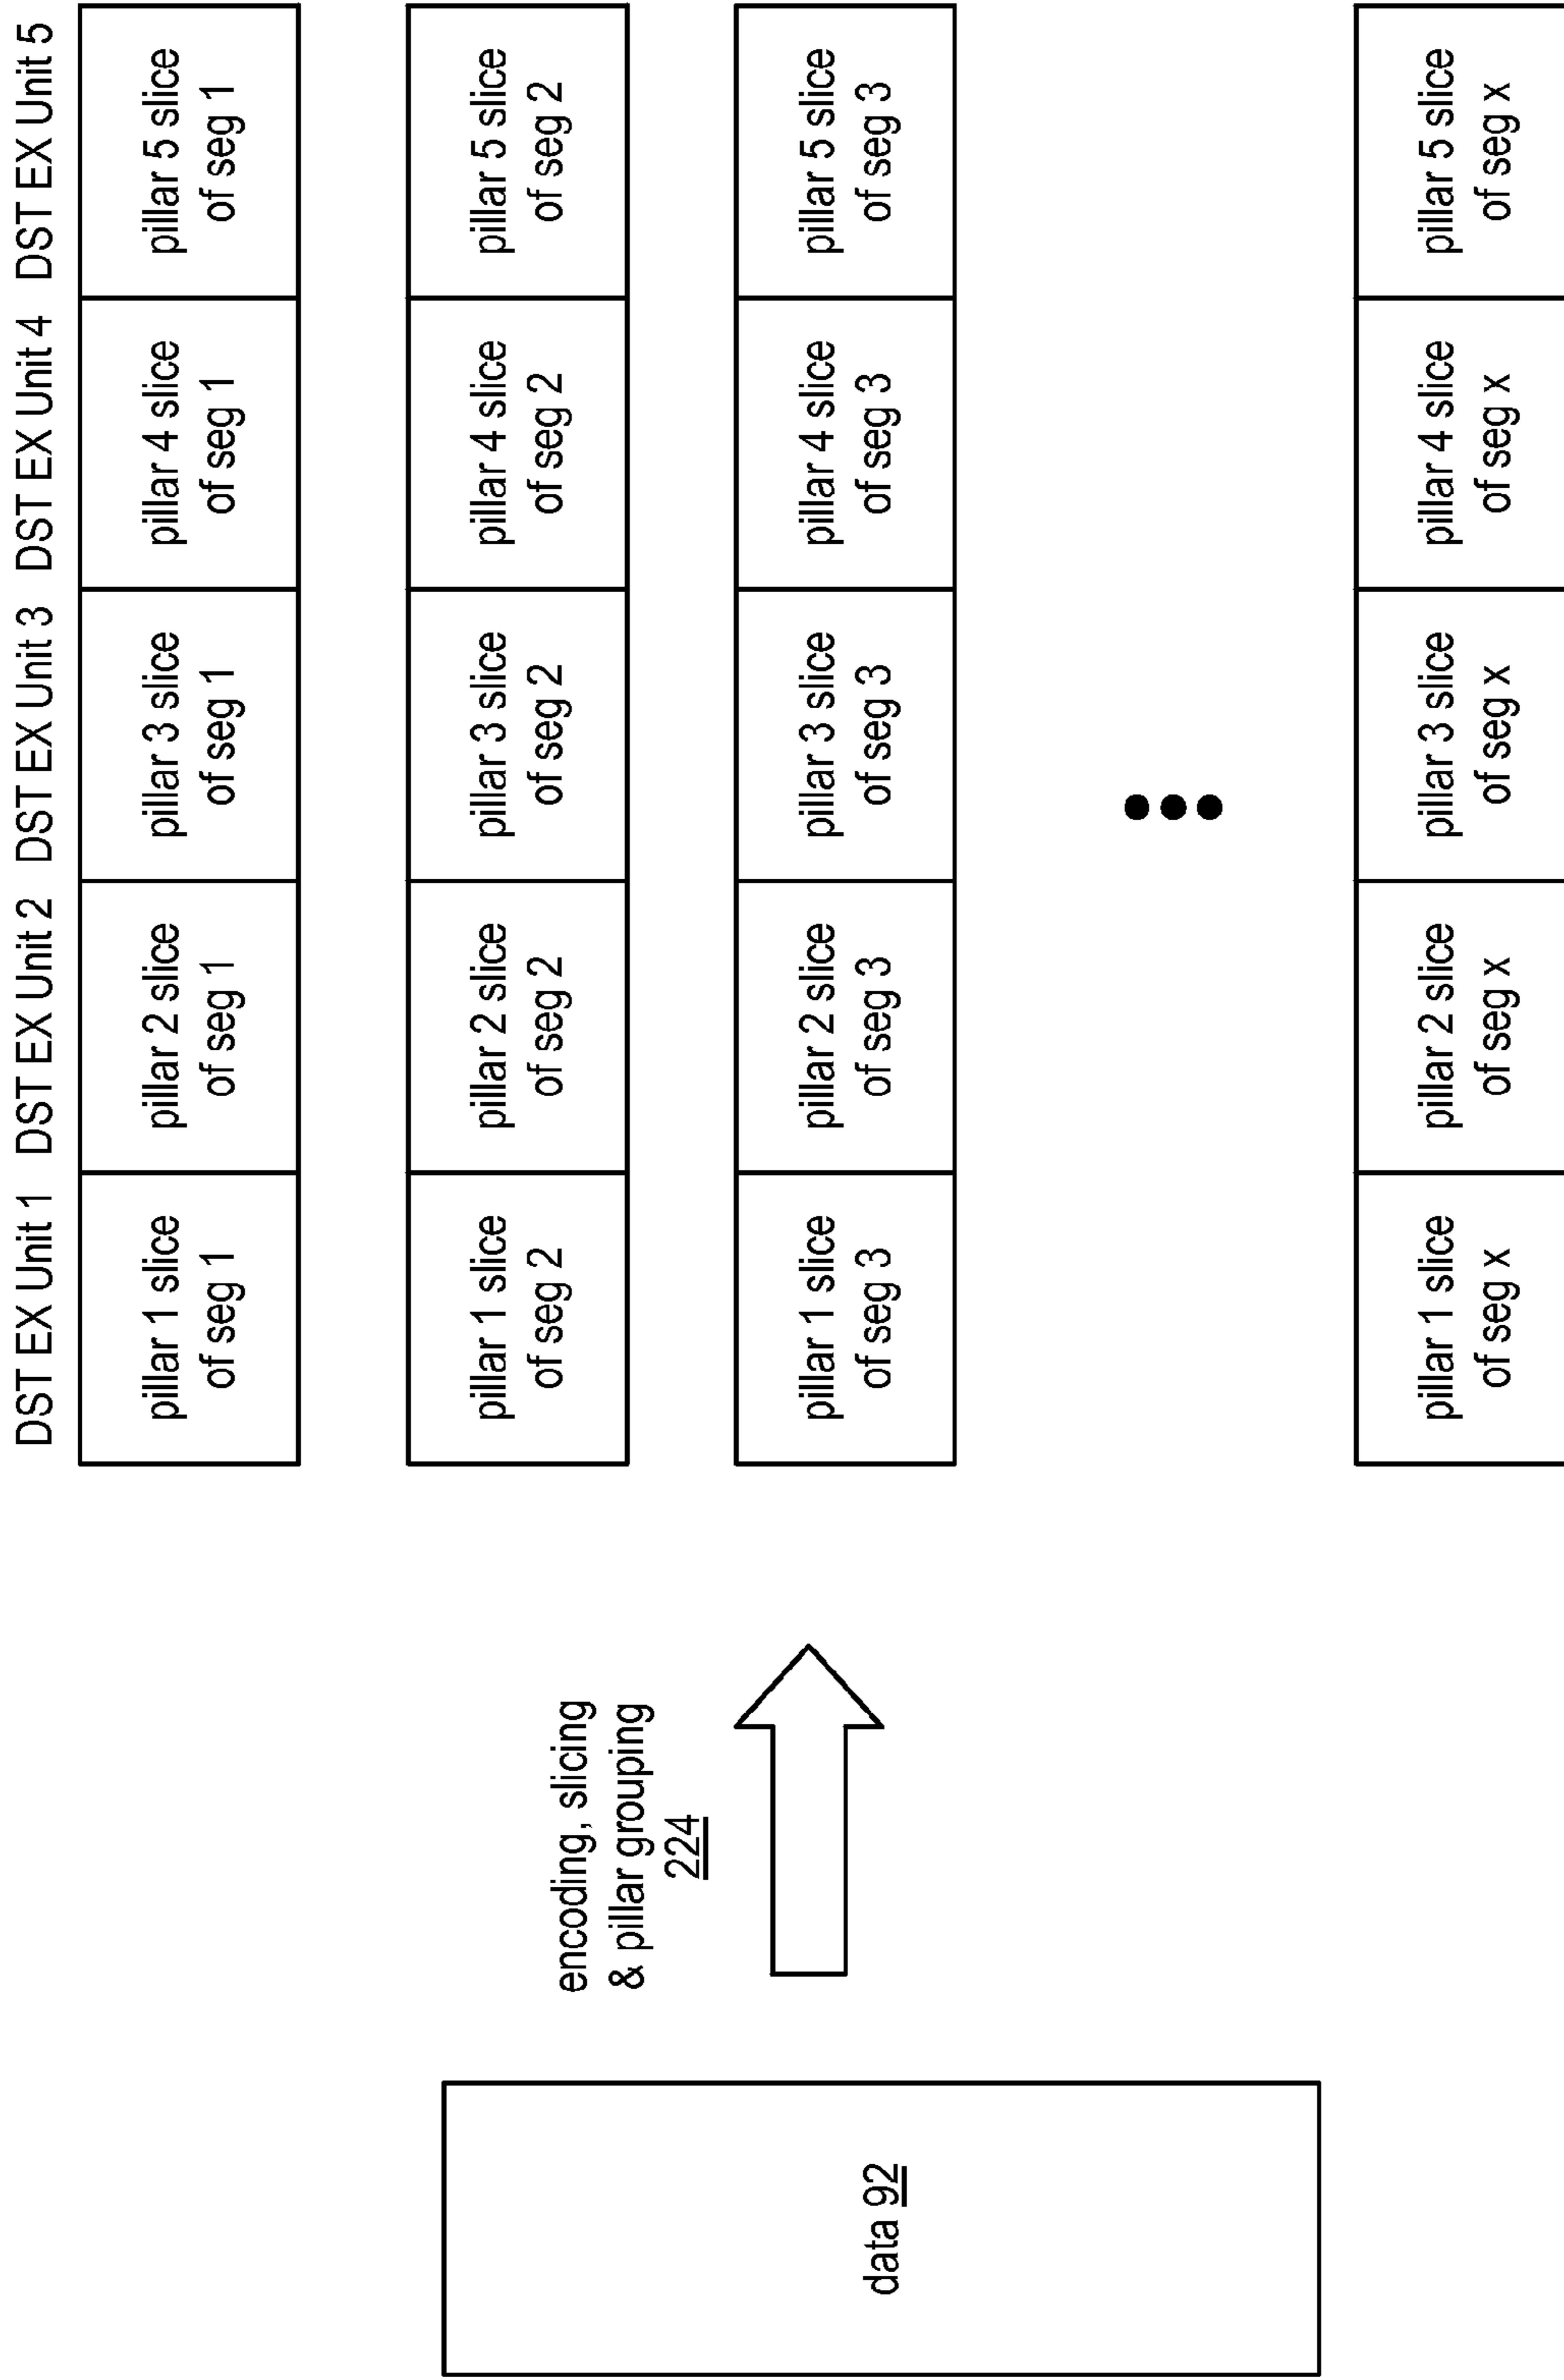 data 92
encoding, slicing
& pillar grouping
224
DST EX Unit 1 DST EX Unit 2 DST EX Unit 3 DST EX Unit 4 DST EX Unit 5
pillar 1 slice
of seg 1
pillar 2 slice
of seg 1
pillar 3 slice
of seg 1
pillar 4 slice
of seg 1
pillar 5 slice
of seg 1
pillar 1 slice
of seg 2
pillar 2 slice
of seg 2
pillar 3 slice
of seg 2
pillar 4 slice
of seg 2
pillar 5 slice
of seg 2
pillar 1 slice
of seg 3
pillar 2 slice
of seg 3
pillar 3 slice
of seg 3
pillar 4 slice
of seg 3
pillar 5 slice
of seg 3
pillar 1 slice
of seg x
pillar 2 slice
of seg x
pillar 3 slice
of seg x
pillar 4 slice
of seg x
pillar 5 slice
of seg x